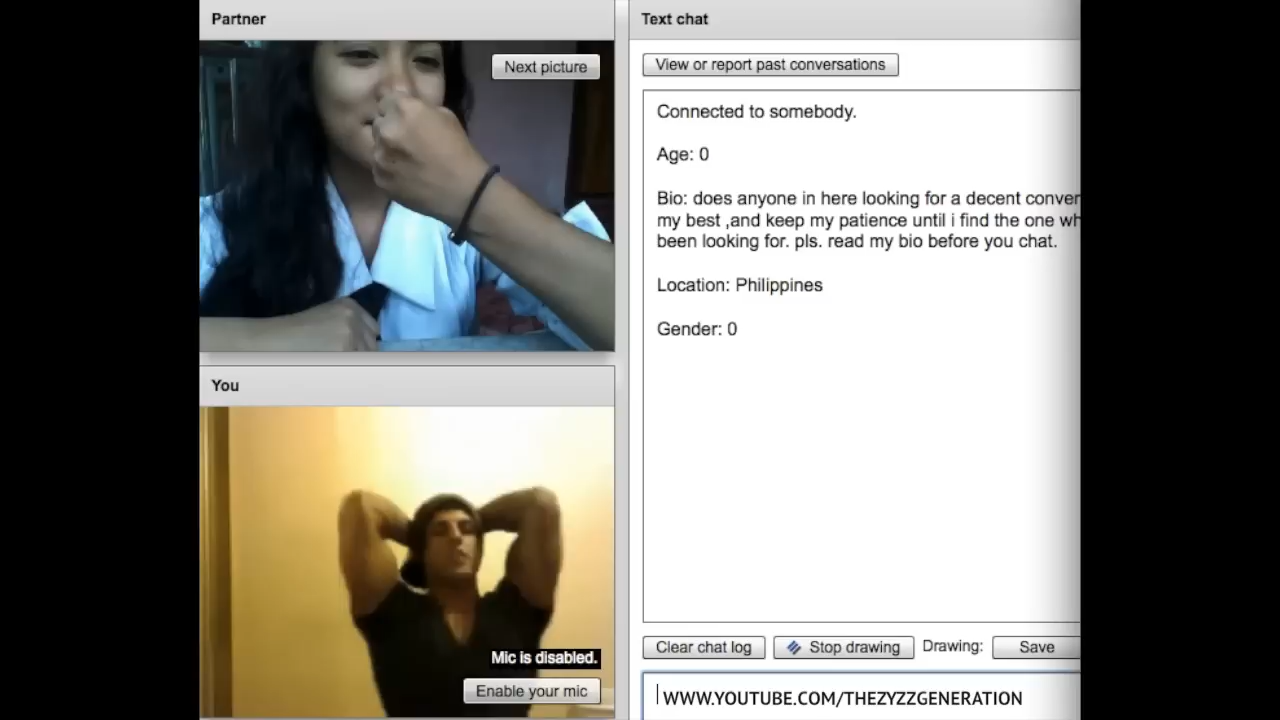 Partner
Next picture
You
Mic is disabled.
Enable your mic
Text chat
View or report past conversations
Connected to somebody.
Age: 0
Bio: does anyone in here looking for a decent
my best ,and keep my patience until i find the one
been looking for. pls. read my bio before you chat.
Location: Philippines
Gender: 0
Clear chat log
Stop drawing
Drawing:
Save
WWW.YOUTUBE.COM/THEZYZZGENERATION